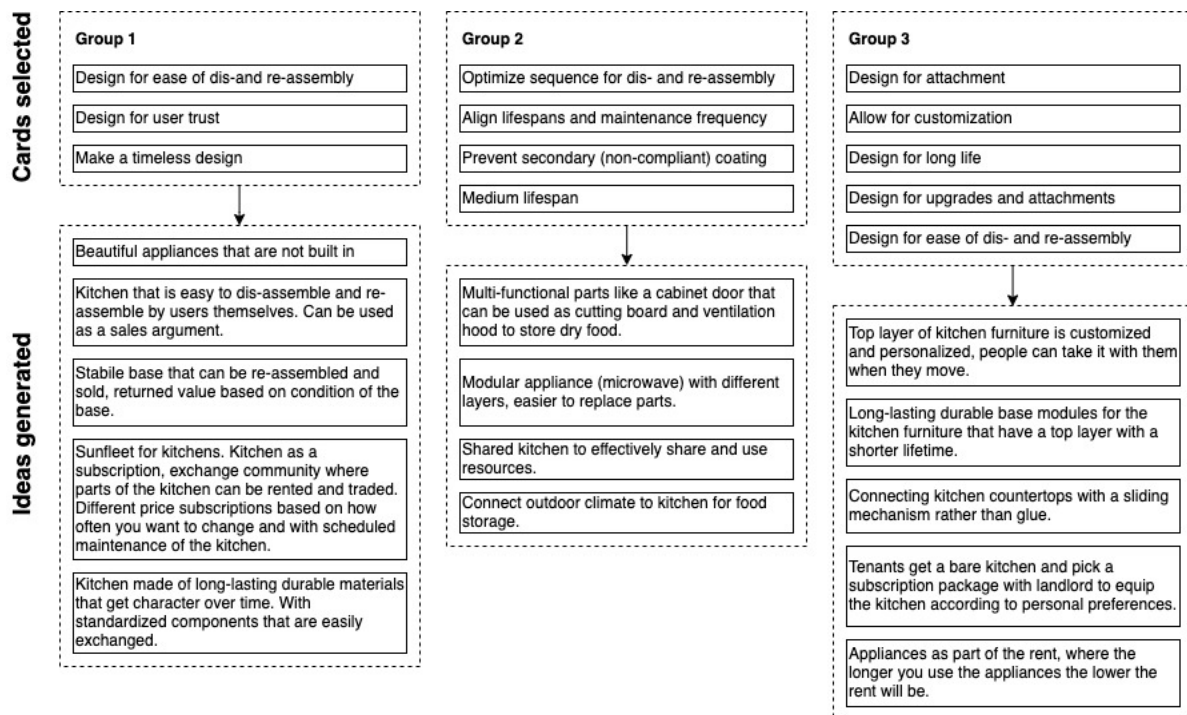 Cards selected
Group 1
Design for ease of dis-and re-assembly
Design for user trust
Make a timeless design
Group 2
Optimize sequence for dis- and re-assembly
Align lifespans and maintenance frequency
Prevent secondary (non-compliant) coating
Medium lifespan
Group 3
Design for attachment
Allow for customization
Design for long life
Design for upgrades and attachments
Design for ease of dis- and re-assembly
Ideas generated
Beautiful appliances that are not built in
Kitchen that is easy to dis-assemble and re-
assemble by users themselves. Can be used
as a sales argument.
Stabile base that can be re-assembled and
sold, returned value based on condition of the
base.
Sunfleet for kitchens. Kitchen as a
subscription, exchange community where
parts of the kitchen can be rented and traded.
Different price subscriptions based on how
often you want to change and with scheduled
maintenance of the kitchen.
Kitchen made of long-lasting durable materials
that get character over time. With
standardized components that are easily
exchanged.
Multi-functional parts like a cabinet door that
can be used as cutting board and ventilation
hood to store dry food.
Modular appliance (microwave) with different
layers, easier to replace parts.
Shared kitchen to effectively share and use
resources.
Connect outdoor climate to kitchen for food
storage.
Top layer of kitchen furniture is customized
and personalized, people can take it with them
when they move.
Long-lasting durable base modules for the
kitchen furniture that have a top layer with a
shorter lifetime.
Connecting kitchen countertops with a sliding
mechanism rather than glue.
Tenants get a bare kitchen and pick a
subscription package with landlord to equip
the kitchen according to personal preferences.
Appliances as part of the rent, where the
longer you use the appliances the lower the
rent will be.